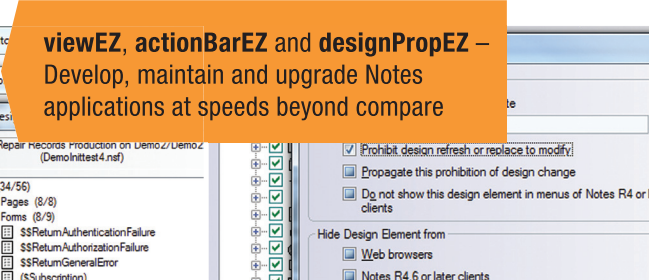 viewEZ, actionBarEZ and designPropEZ –
Develop, maintain and upgrade Notes
applications at speeds beyond compare
Repair Records Production on Demo2/Demo2
(DemoInittest4.nsf)
34/56)
Pages (8/8)
Forms (8/9)
$$ReturnAuthenticationFailure
$$ReturnAuthorizationFailure
$$ReturnGeneralError
($Subscription)
Prohibit design refresh or replace to modify
Propagate this prohibition of design change
Do not show this design element in menus of Notes R4 or
clients
Hide Design Element from
Web browsers
Notes R4.6 or later clients